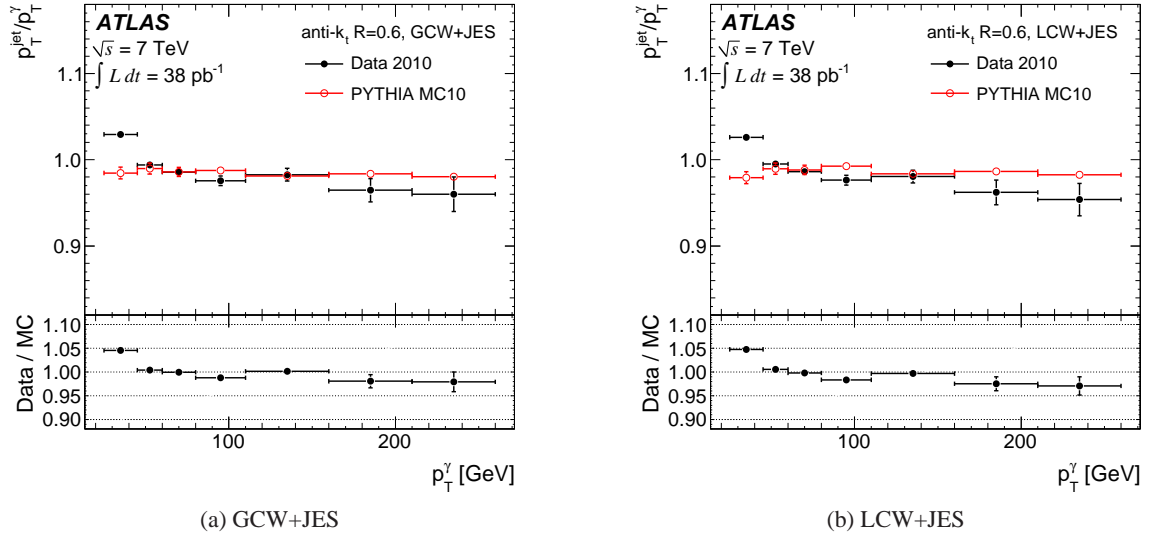 p_T^jet/p_T^γ
ATLAS
√s = 7 TeV
∫ L dt = 38 pb⁻¹
anti-k_t R=0.6, GCW+JES
Data 2010
PYTHIA MC10
1.1
1.0
0.9
Data / MC
1.10
1.05
1.00
0.95
0.90
100
200
p_T^γ [GeV]
(a) GCW+JES
p_T^jet/p_T^γ
ATLAS
√s = 7 TeV
∫ L dt = 38 pb⁻¹
anti-k_t R=0.6, LCW+JES
Data 2010
PYTHIA MC10
1.1
1.0
0.9
Data / MC
1.10
1.05
1.00
0.95
0.90
100
200
p_T^γ [GeV]
(b) LCW+JES